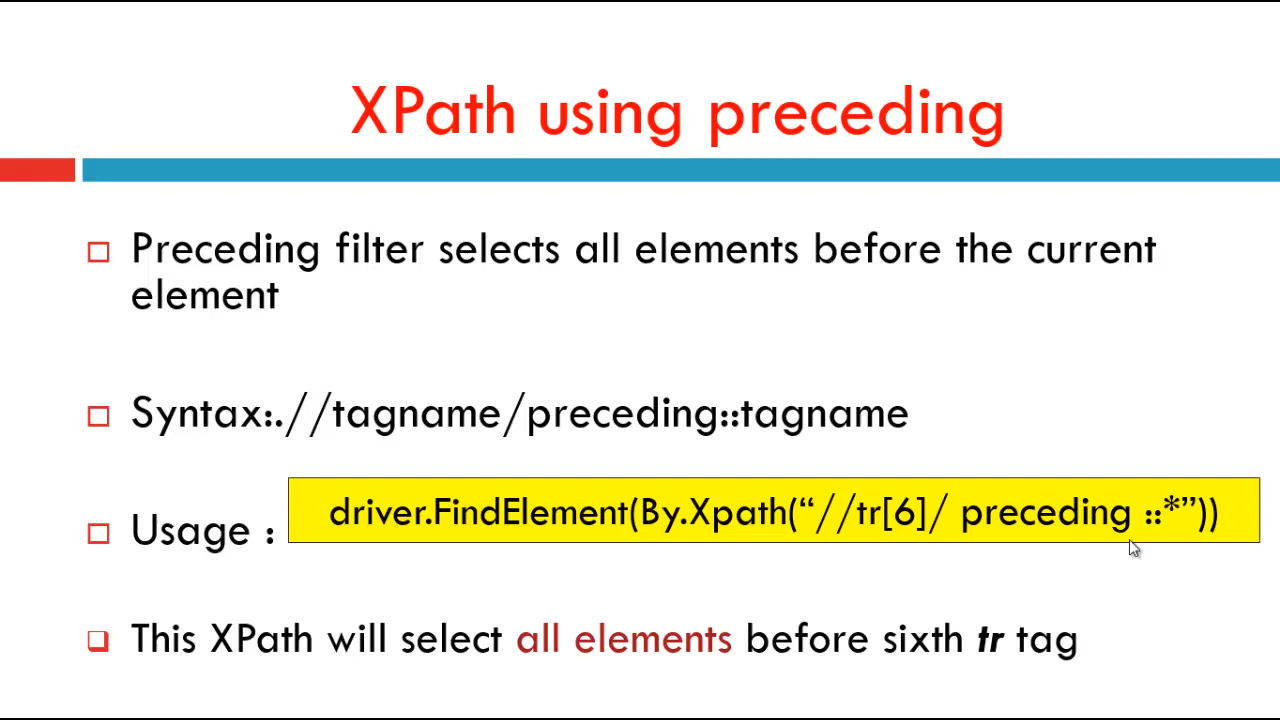 XPath using preceding
Preceding filter selects all elements before the current
element
Syntax:.//tagname/preceding::tagname
Usage :
driver.FindElement(By.Xpath(“//tr[6]/ preceding ::*”))
This XPath will select all elements before sixth tr tag